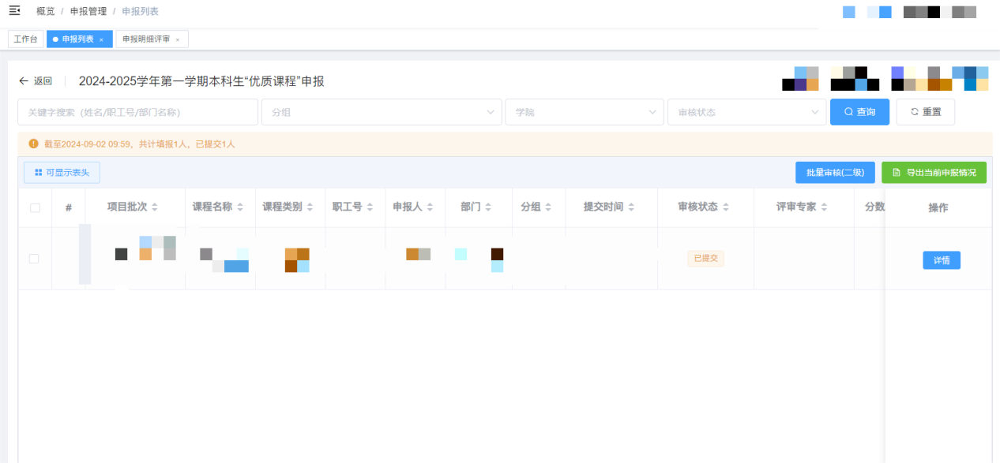 概览 / 申报管理 / 申报列表
工作台 申报列表 × 申报明细评审 ×
返回 2024-2025学年第一学期本科生“优质课程”申报
关键字搜索（姓名/职工号/部门名称） 分组 学院 审核状态 查询 重置
截至2024-09-02 09:59，共计填报1人，已提交1人
可显示表头 批量审核(二级) 导出当前申报情况
# 项目批次 课程名称 课程类别 职工号 申报人 部门 分组 提交时间 审核状态 评审专家 分数 操作
已提交 详情